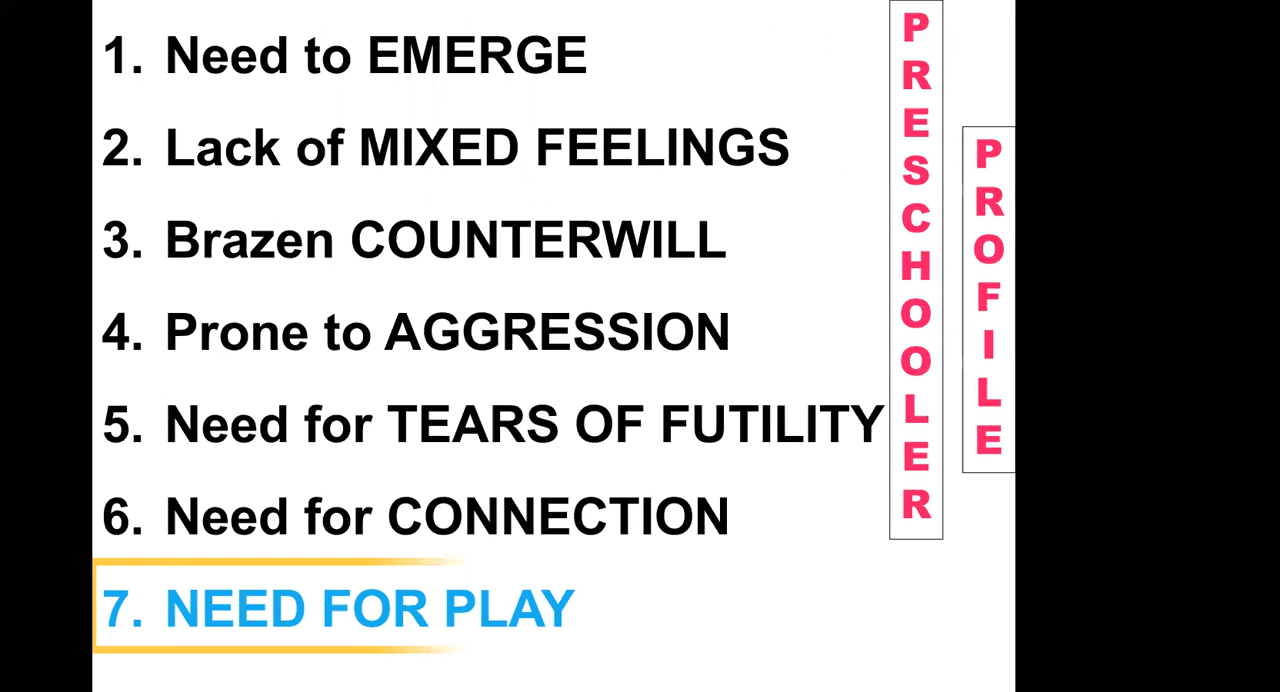 1. Need to EMERGE
2. Lack of MIXED FEELINGS
3. Brazen COUNTERWILL
4. Prone to AGGRESSION
5. Need for TEARS OF FUTILITY
6. Need for CONNECTION
7. NEED FOR PLAY
PRESCHOOLER
PROFILE